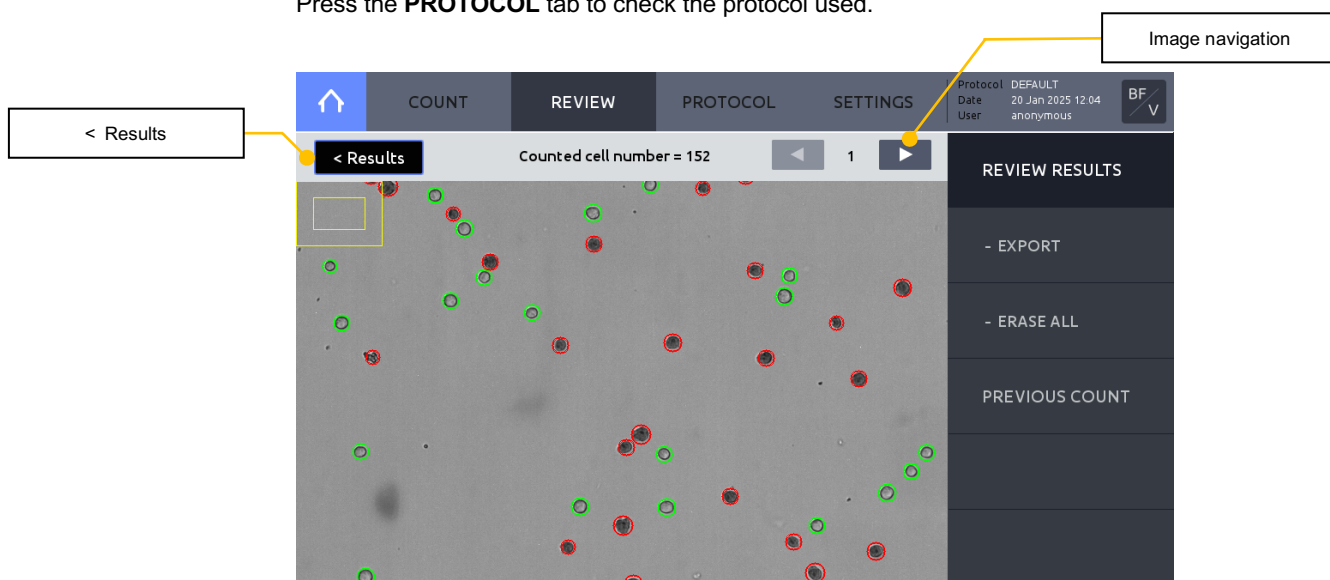 Press the PROTOCOL tab to check the protocol used.
Image navigation
< Results
COUNT
REVIEW
PROTOCOL
SETTINGS
Protocol DEFAULT
Date 20 Jan 2025 12:04
User anonymous
BF/V
< Results
Counted cell number = 152
1
REVIEW RESULTS
- EXPORT
- ERASE ALL
PREVIOUS COUNT